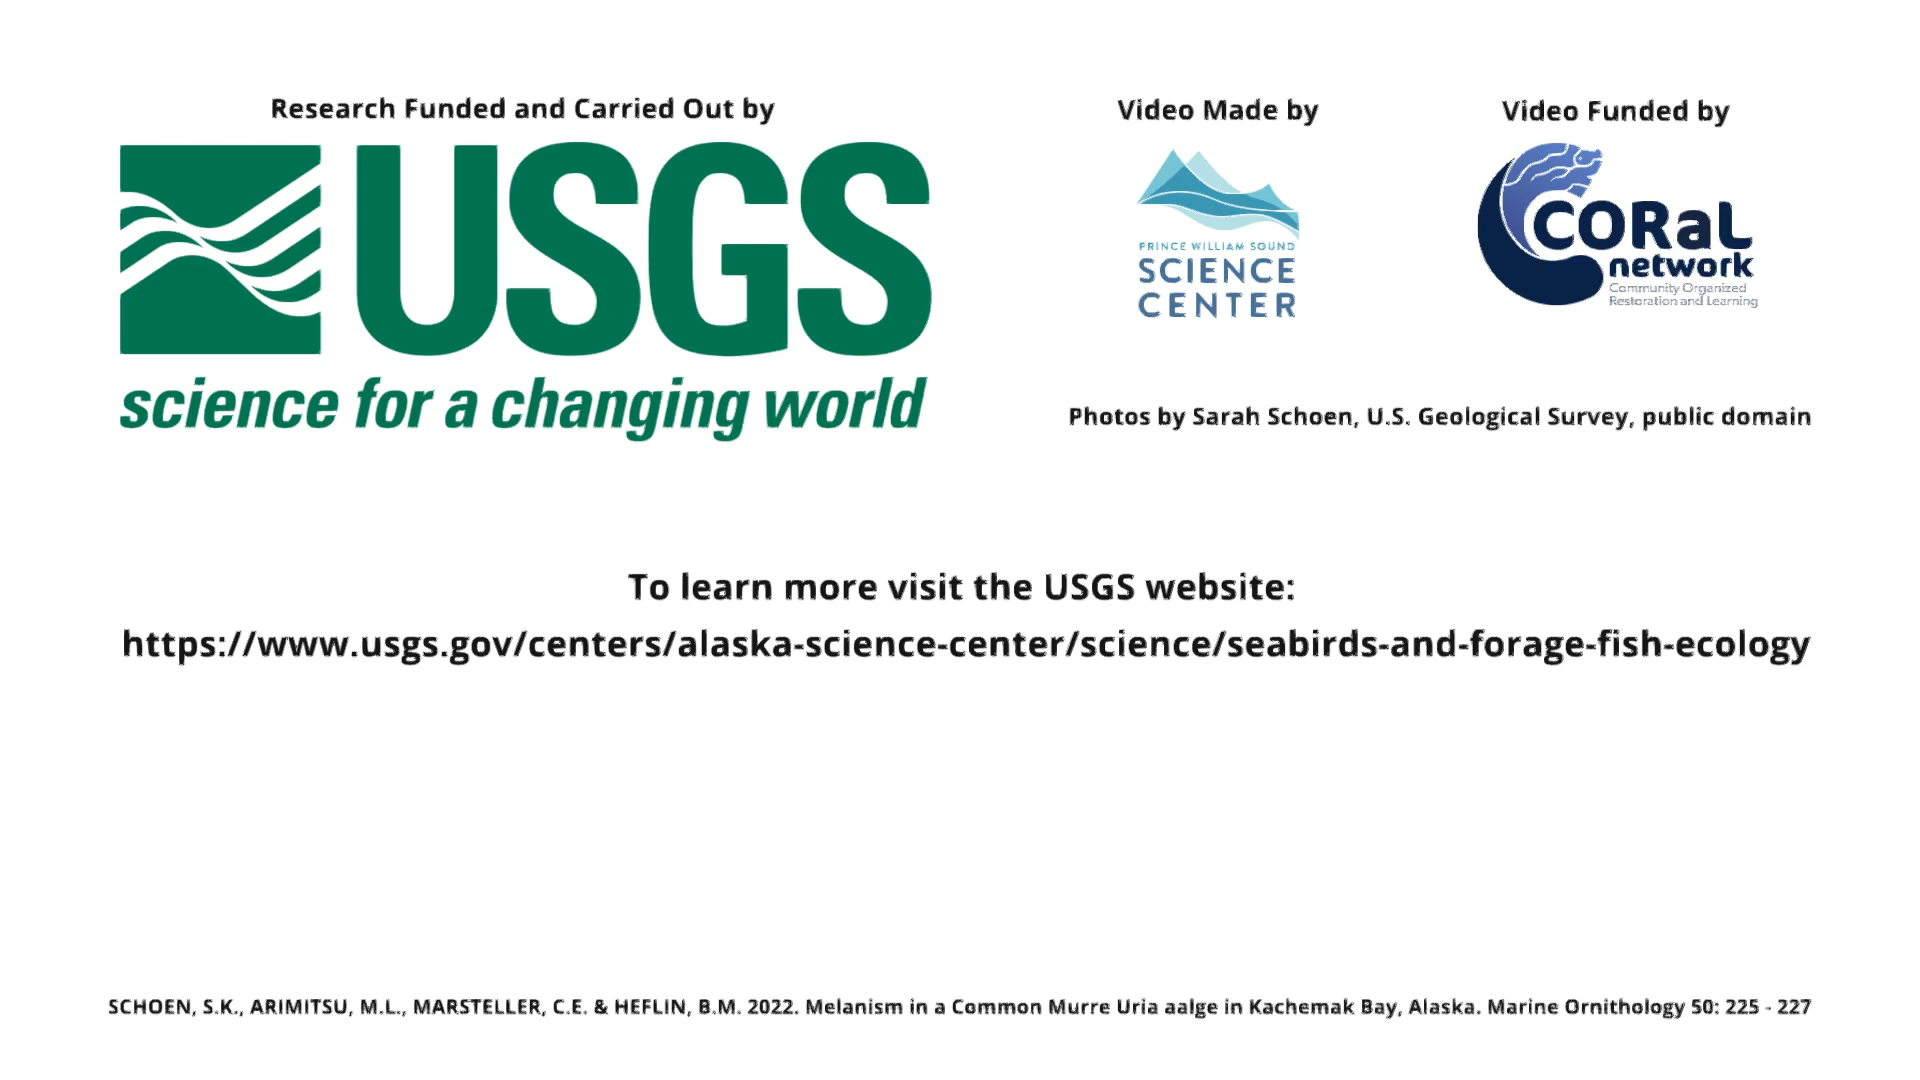 Research Funded and Carried Out by
USGS
science for a changing world
Video Made by
PRINCE WILLIAM SOUND
SCIENCE
CENTER
Video Funded by
CORaL
network
Community Organized
Restoration and Learning
Photos by Sarah Schoen, U.S. Geological Survey, public domain
To learn more visit the USGS website:
https://www.usgs.gov/centers/alaska-science-center/science/seabirds-and-forage-fish-ecology
SCHOEN, S.K., ARIMITSU, M.L., MARSTELLER, C.E. & HEFLIN, B.M. 2022. Melanism in a Common Murre Uria aalge in Kachemak Bay, Alaska. Marine Ornithology 50: 225 - 227